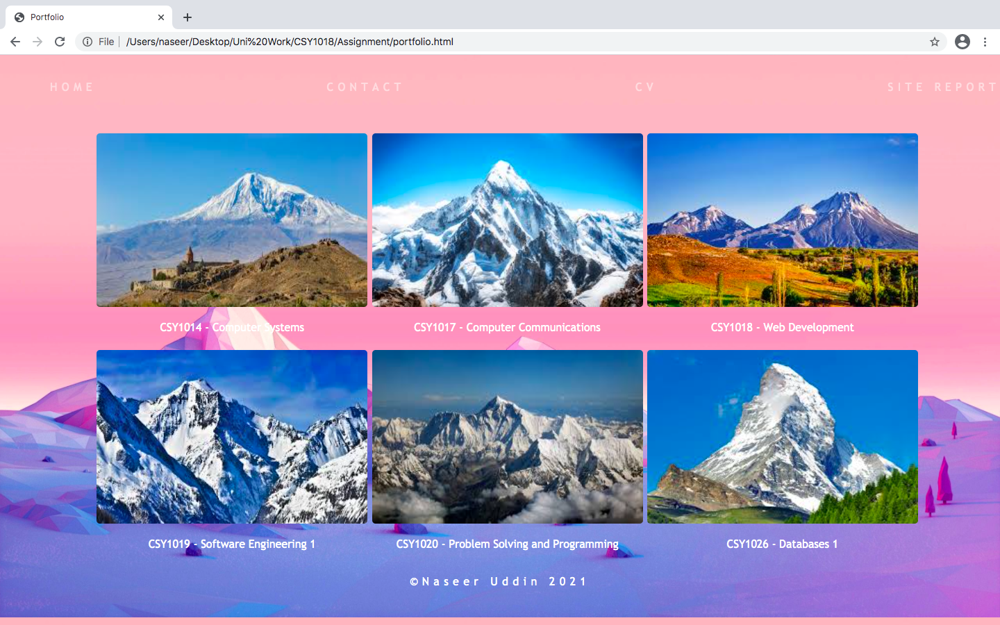 Portfolio
File /Users/naseer/Desktop/Uni%20Work/CSY1018/Assignment/portfolio.html
HOME CONTACT CV SITE REPORT
CSY1014 - Computer Systems CSY1017 - Computer Communications CSY1018 - Web Development
CSY1019 - Software Engineering 1 CSY1020 - Problem Solving and Programming CSY1026 - Databases 1
©Naseer Uddin 2021